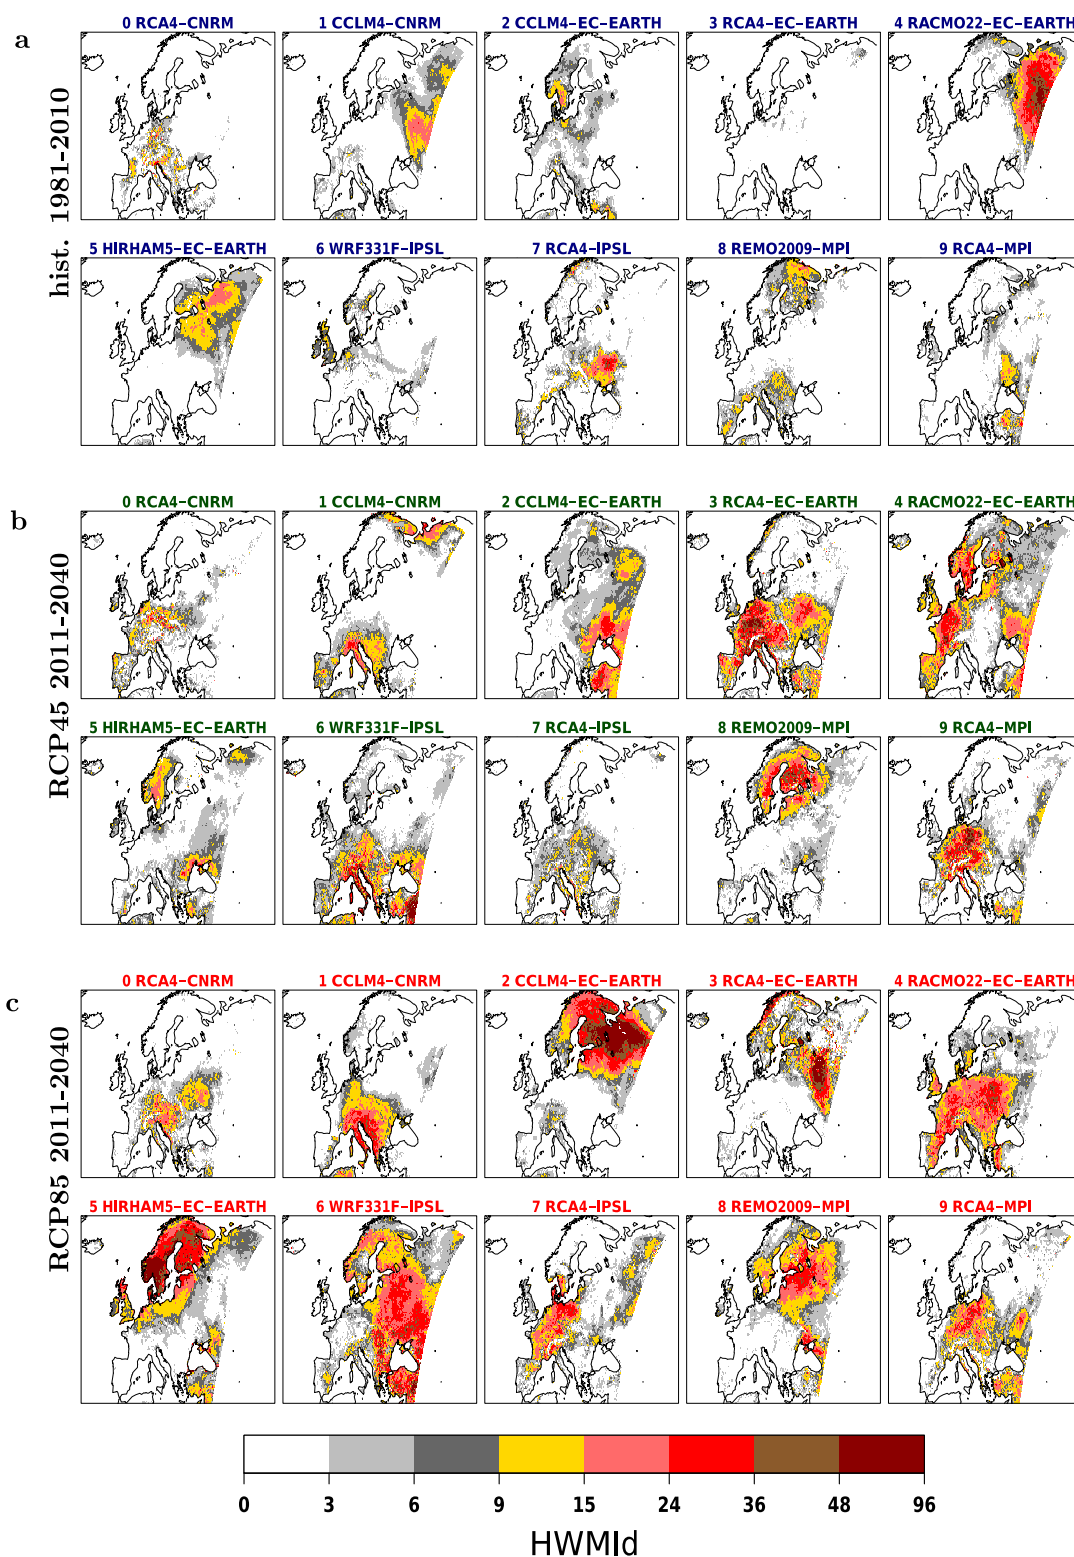 a
hist. 1981-2010
0 RCA4-CNRM
1 CCLM4-CNRM
2 CCLM4-EC-EARTH
3 RCA4-EC-EARTH
4 RACMO22-EC-EARTH
5 HIRHAM5-EC-EARTH
6 WRF331F-IPSL
7 RCA4-IPSL
8 REMO2009-MPI
9 RCA4-MPI
b
RCP45 2011-2040
0 RCA4-CNRM
1 CCLM4-CNRM
2 CCLM4-EC-EARTH
3 RCA4-EC-EARTH
4 RACMO22-EC-EARTH
5 HIRHAM5-EC-EARTH
6 WRF331F-IPSL
7 RCA4-IPSL
8 REMO2009-MPI
9 RCA4-MPI
c
RCP85 2011-2040
0 RCA4-CNRM
1 CCLM4-CNRM
2 CCLM4-EC-EARTH
3 RCA4-EC-EARTH
4 RACMO22-EC-EARTH
5 HIRHAM5-EC-EARTH
6 WRF331F-IPSL
7 RCA4-IPSL
8 REMO2009-MPI
9 RCA4-MPI
0 3 6 9 15 24 36 48 96
HWMId